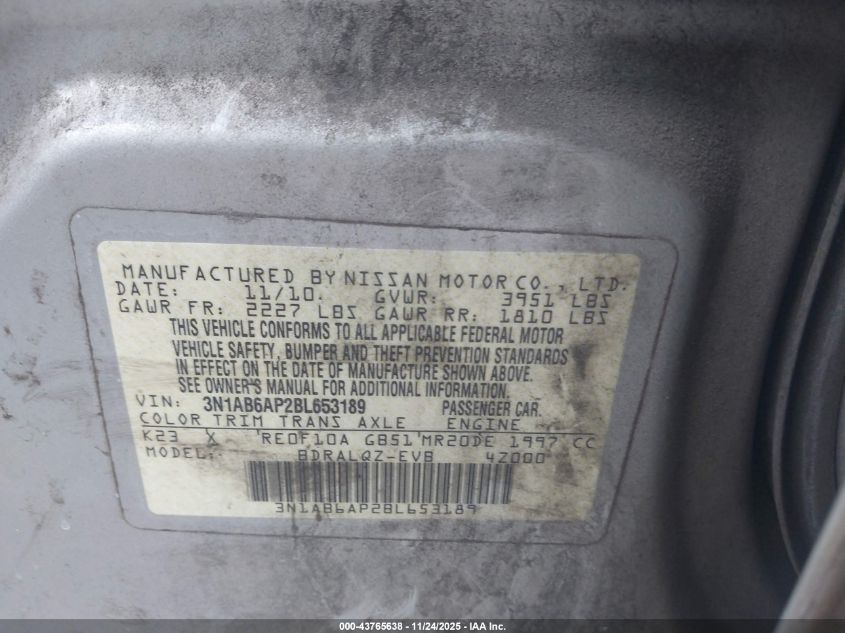 MANUFACTURED BY NISSAN MOTOR CO., LTD.
DATE: 11/10. GVWR: 3951 LBS
GAWR FR: 2227 LBS GAWR RR: 1810 LBS
THIS VEHICLE CONFORMS TO ALL APPLICABLE FEDERAL MOTOR
VEHICLE SAFETY, BUMPER AND THEFT PREVENTION STANDARDS
IN EFFECT ON THE DATE OF MANUFACTURE SHOWN ABOVE.
SEE OWNER'S MANUAL FOR ADDITIONAL INFORMATION.
VIN: 3N1AB6AP2BL653189 PASSENGER CAR.
COLOR TRIM TRANS AXLE ENGINE
K23 X RE0F10A GB51 MR20DE 1997 CC
MODEL: BDRALQZ-EVB 4Z000
3N1AB6AP2BL653189
000-43765638 - 11/24/2025 - IAA Inc.